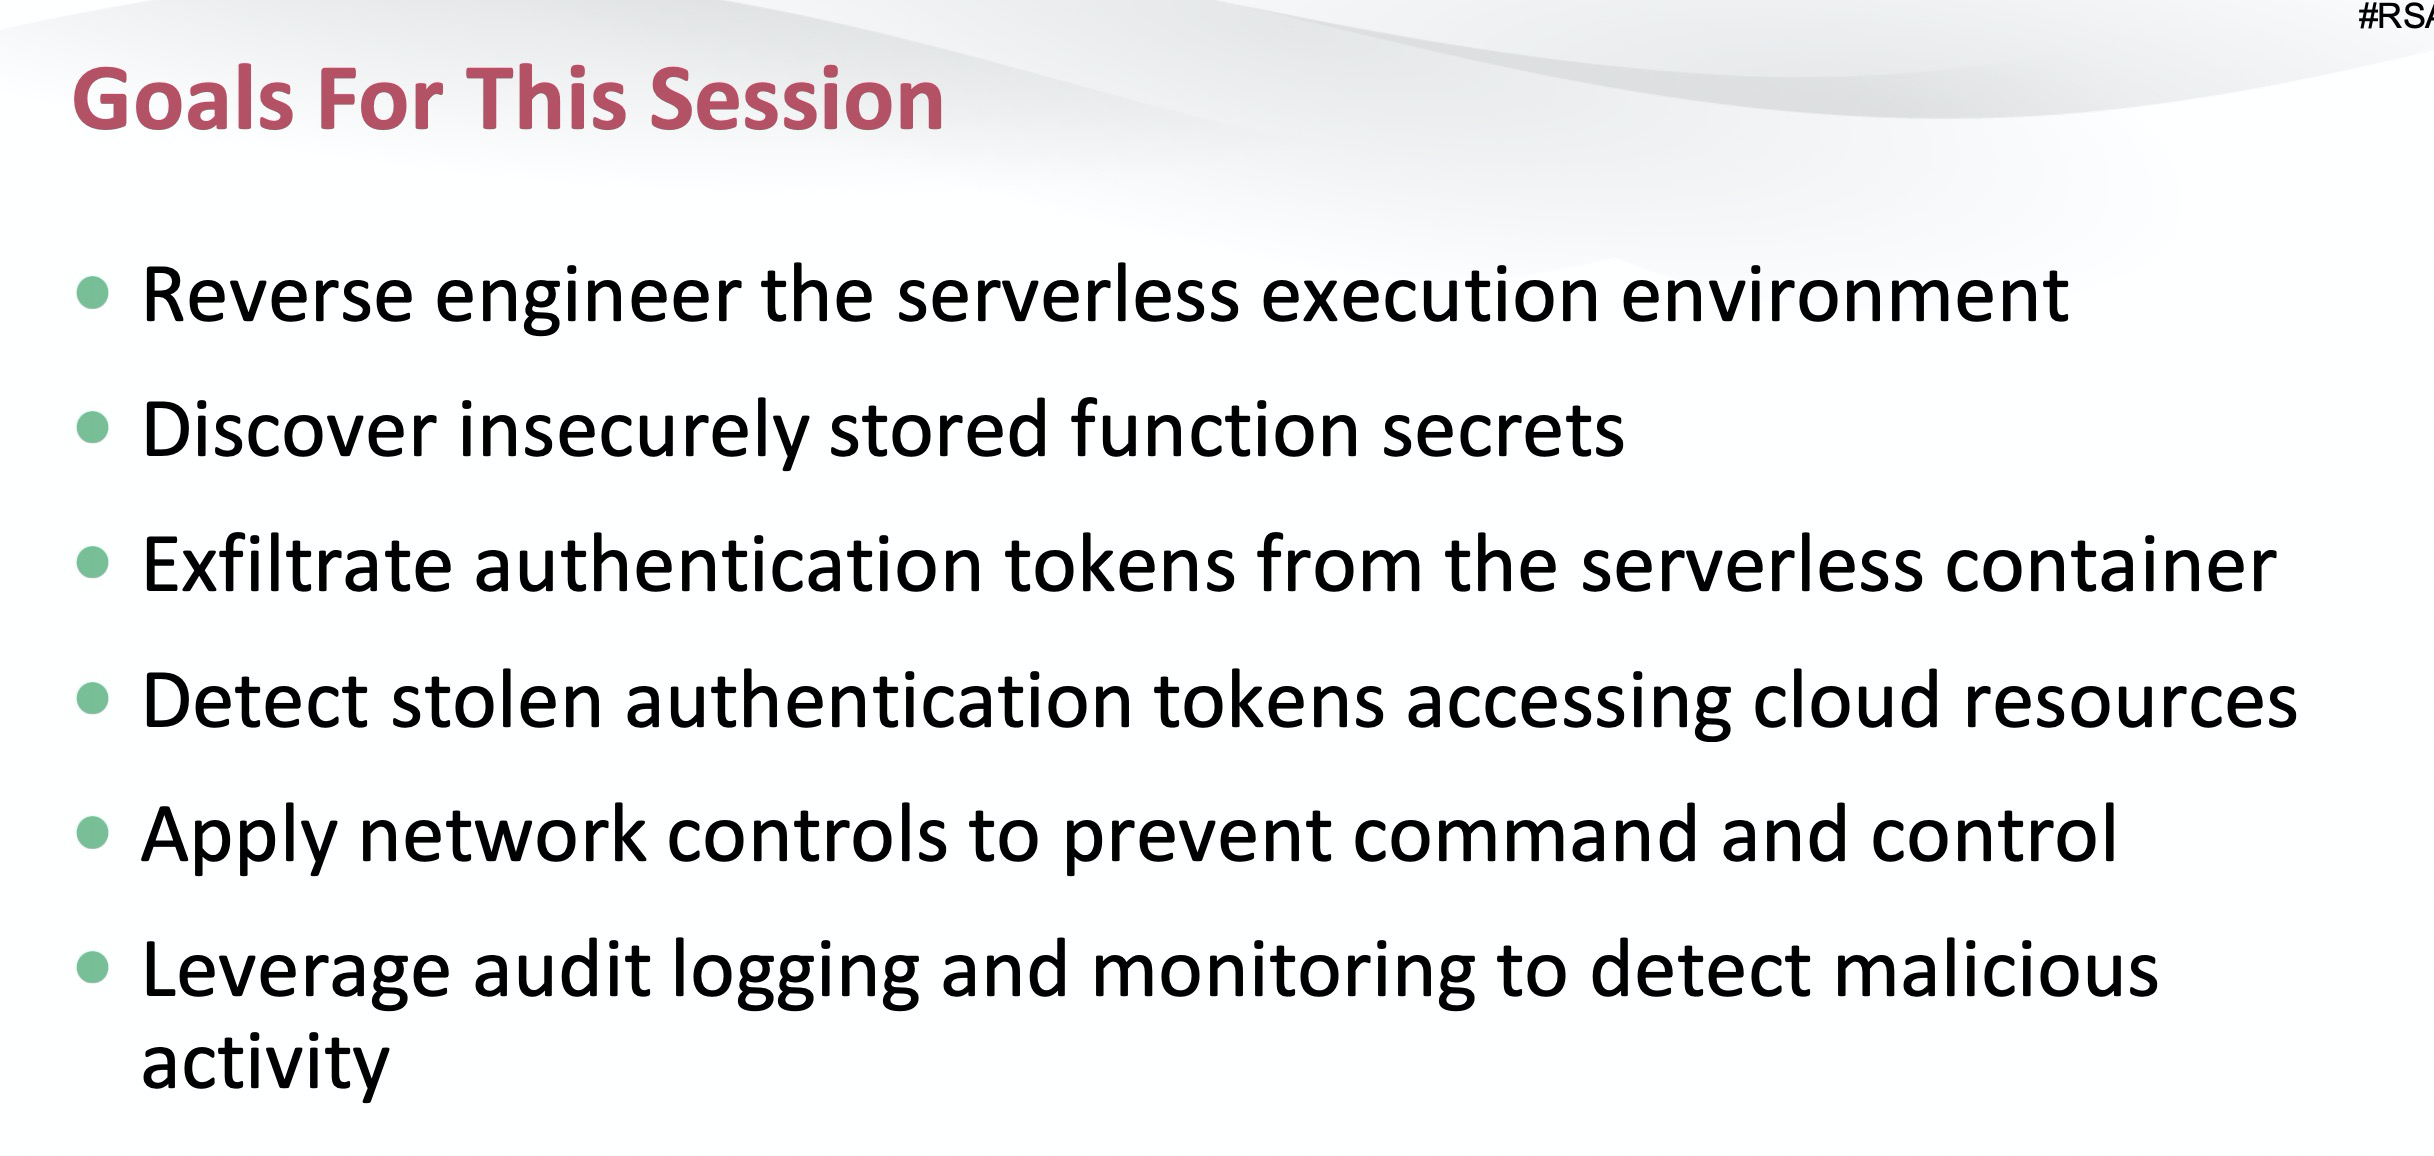 #RSA
Goals For This Session
Reverse engineer the serverless execution environment
Discover insecurely stored function secrets
Exfiltrate authentication tokens from the serverless container
Detect stolen authentication tokens accessing cloud resources
Apply network controls to prevent command and control
Leverage audit logging and monitoring to detect malicious
activity